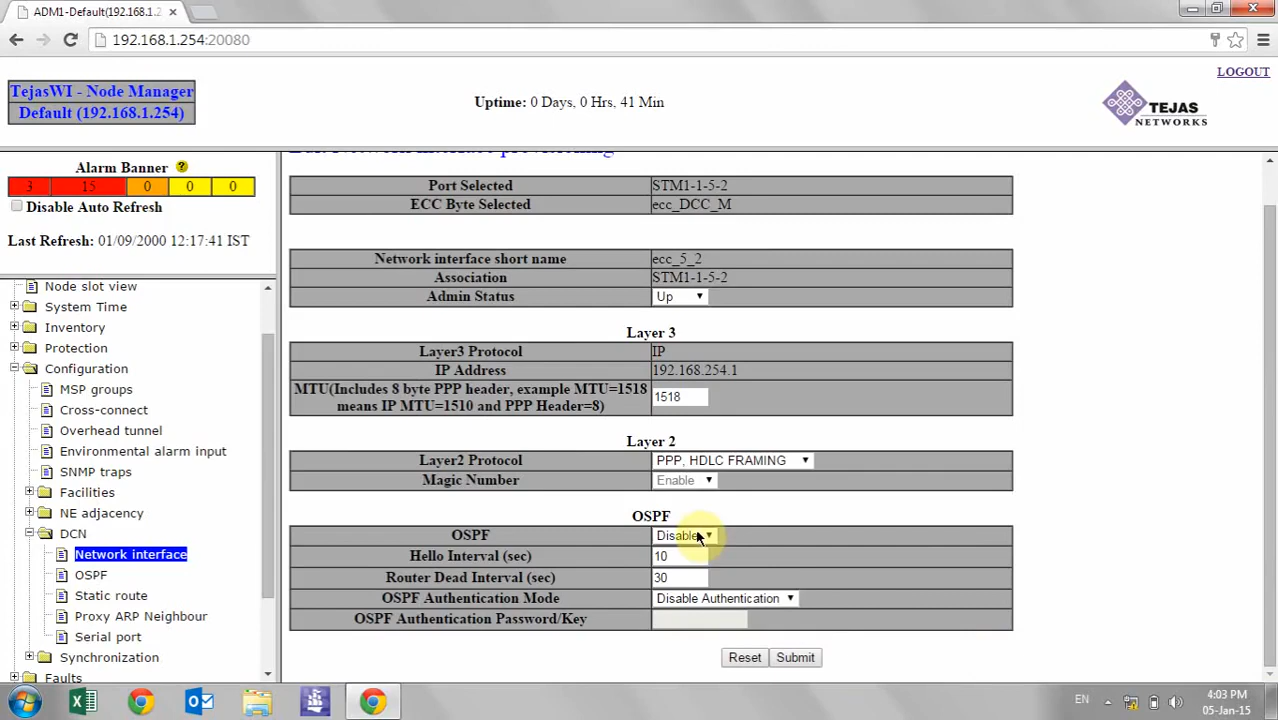 ADM1-Default(192.168.1.2
192.168.1.254:20080
LOGOUT
TejasWI - Node Manager
Default (192.168.1.254)
Uptime: 0 Days, 0 Hrs, 41 Min
TEJAS
NETWORKS
Alarm Banner ?
3 15 0 0 0
Disable Auto Refresh
Last Refresh: 01/09/2000 12:17:41 IST
Node slot view
System Time
Inventory
Protection
Configuration
MSP groups
Cross-connect
Overhead tunnel
Environmental alarm input
SNMP traps
Facilities
NE adjacency
DCN
Network interface
OSPF
Static route
Proxy ARP Neighbour
Serial port
Synchronization
Faults
Port Selected STM1-1-5-2
ECC Byte Selected ecc_DCC_M
Network interface short name ecc_5_2
Association STM1-1-5-2
Admin Status Up
Layer 3
Layer3 Protocol IP
IP Address 192.168.254.1
MTU(Includes 8 byte PPP header, example MTU=1518
means IP MTU=1510 and PPP Header=8) 1518
Layer 2
Layer2 Protocol PPP, HDLC FRAMING
Magic Number Enable
OSPF
OSPF Disable
Hello Interval (sec) 10
Router Dead Interval (sec) 30
OSPF Authentication Mode Disable Authentication
OSPF Authentication Password/Key
Reset Submit
EN
4:03 PM
05-Jan-15